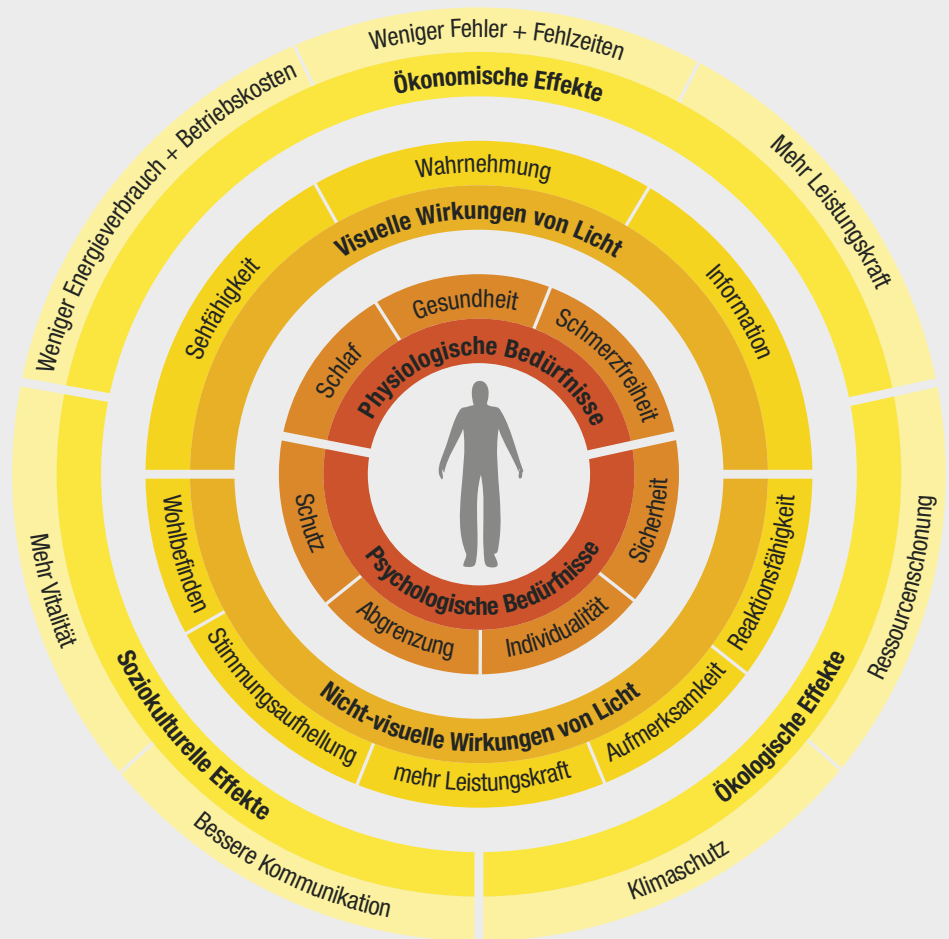 Weniger Fehler + Fehlzeiten
Weniger Energieverbrauch + Betriebskosten
Mehr Leistungskraft
Ökonomische Effekte
Wahrnehmung
Sehfähigkeit
Information
Visuelle Wirkungen von Licht
Gesundheit
Schlaf
Schmerzfreiheit
Physiologische Bedürfnisse
Psychologische Bedürfnisse
Schutz
Abgrenzung
Individualität
Sicherheit
Nicht-visuelle Wirkungen von Licht
Wohlbefinden
Stimmungsaufhellung
mehr Leistungskraft
Aufmerksamkeit
Reaktionsfähigkeit
Soziokulturelle Effekte
Mehr Vitalität
Bessere Kommunikation
Ökologische Effekte
Klimaschutz
Ressourcenschonung